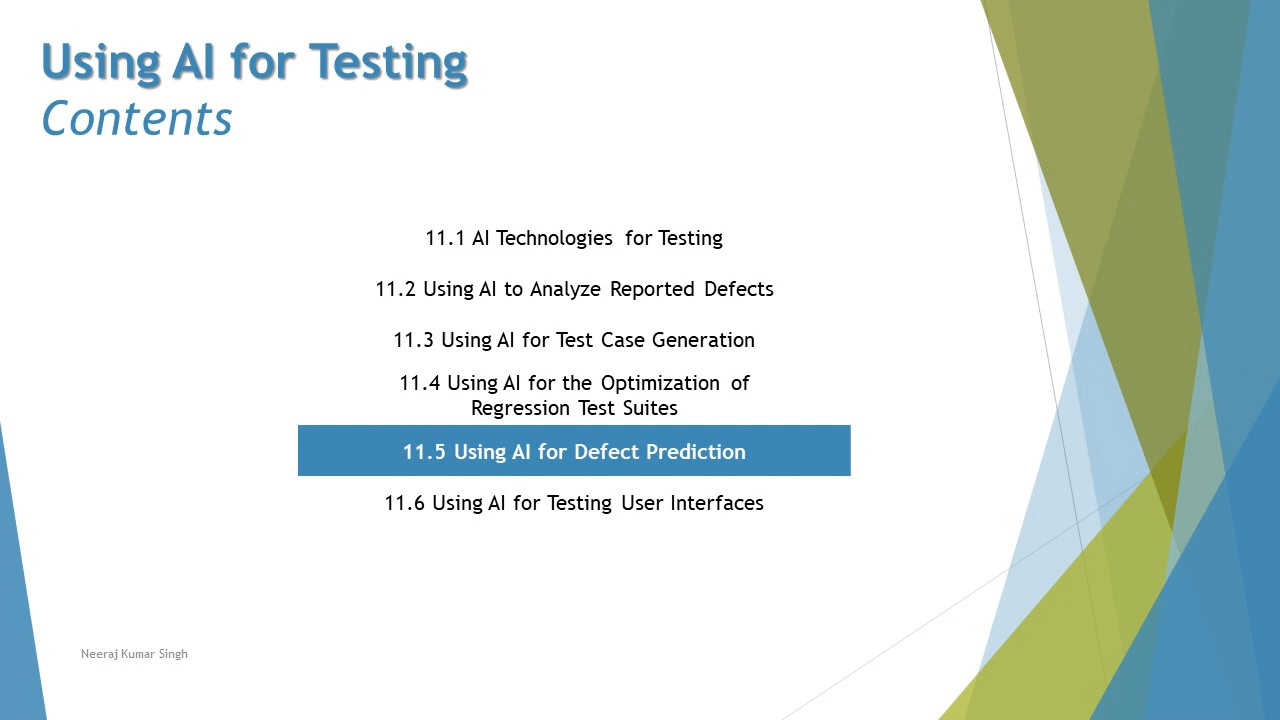 Using AI for Testing
Contents
11.1 AI Technologies for Testing
11.2 Using AI to Analyze Reported Defects
11.3 Using AI for Test Case Generation
11.4 Using AI for the Optimization of
Regression Test Suites
11.5 Using AI for Defect Prediction
11.6 Using AI for Testing User Interfaces
Neeraj Kumar Singh